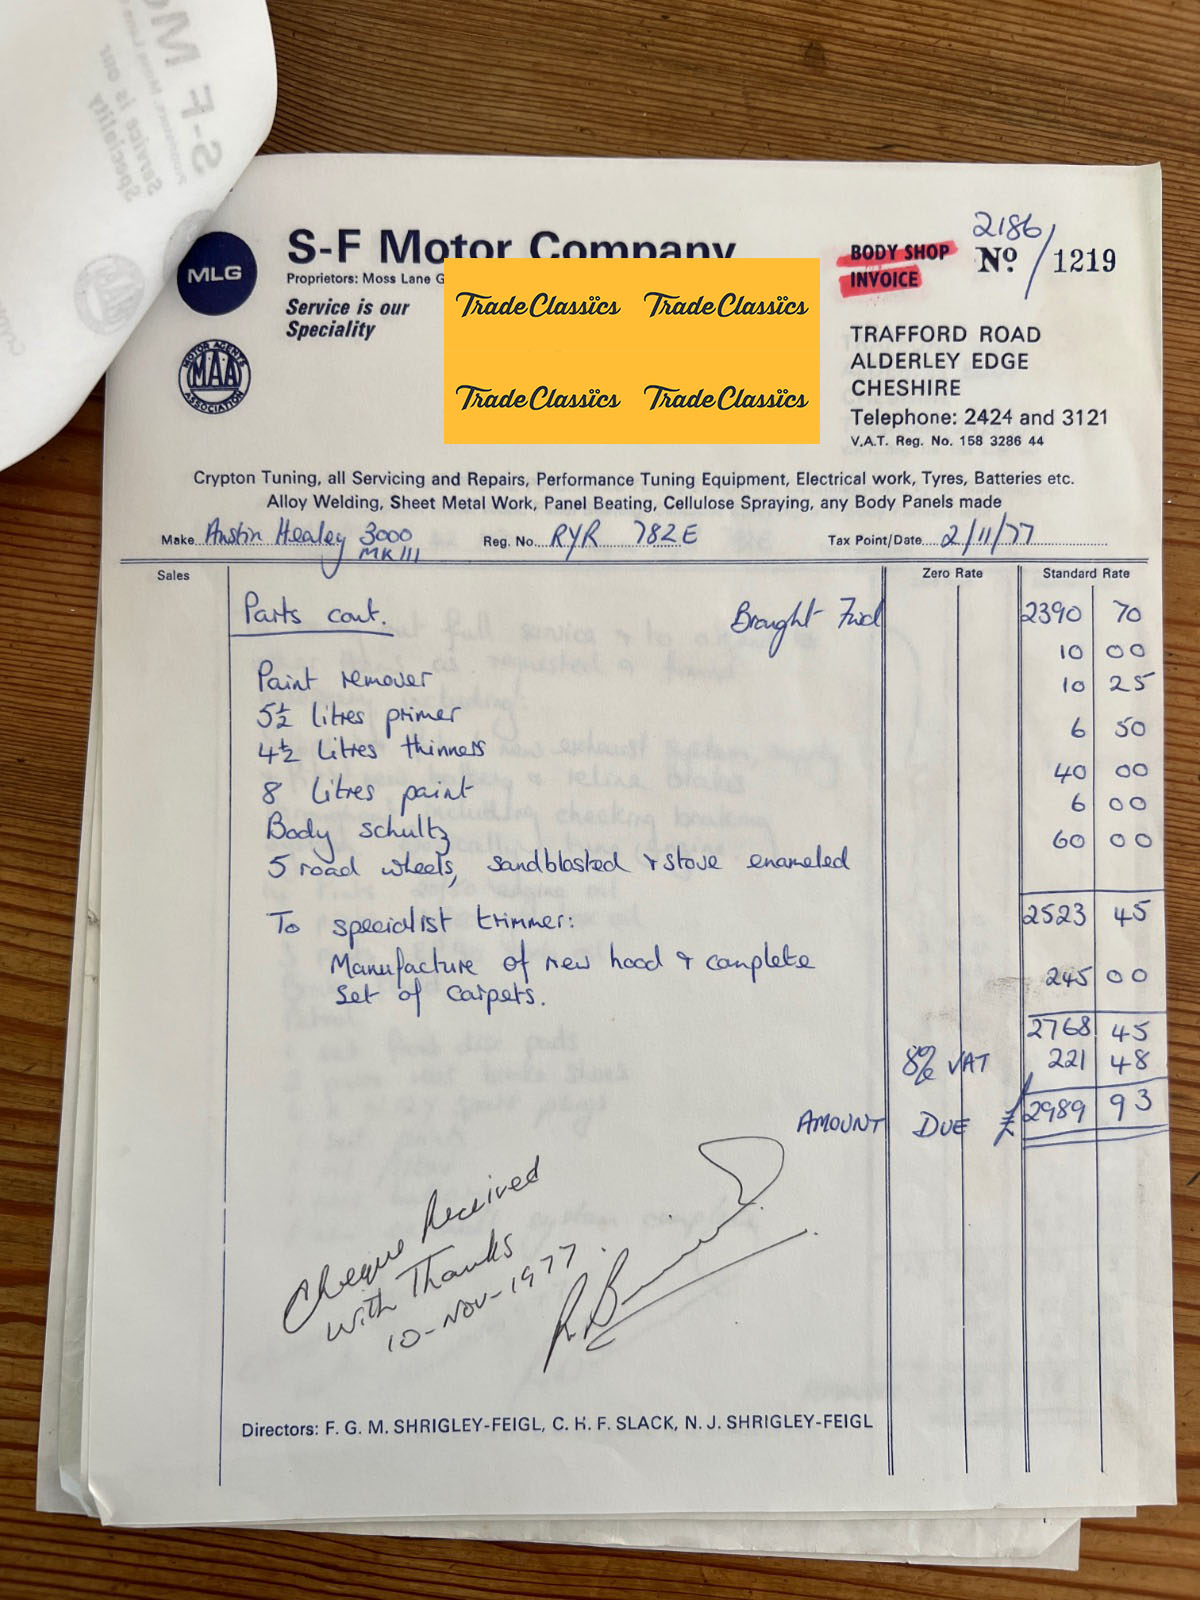 S-F Motor Company
Proprietors: Moss Lane G
Service is our
Speciality
MLG
MOTOR AGENTS
MAA
ASSOCIATION
TradeClassïcs TradeClassïcs
TradeClassïcs TradeClassïcs
BODY SHOP
INVOICE
2186/
Nº 1219
TRAFFORD ROAD
ALDERLEY EDGE
CHESHIRE
Telephone: 2424 and 3121
V.A.T. Reg. No. 158 3286 44
Crypton Tuning, all Servicing and Repairs, Performance Tuning Equipment, Electrical work, Tyres, Batteries etc.
Alloy Welding, Sheet Metal Work, Panel Beating, Cellulose Spraying, any Body Panels made
Make Austin Healey 3000 MK III Reg. No. RYR 782E Tax Point/Date 2/11/77
Sales Zero Rate Standard Rate
Parts cont. Brought Fwd 2390 70
Paint remover 10 00
5½ litres primer 10 25
4½ litres thinners 6 50
8 litres paint 40 00
Body schultz 6 00
5 road wheels, sandblasted & stove enameled 60 00
To specialist trimmer: 2523 45
Manufacture of new hood & complete
set of carpets. 245 00
2768 45
8% VAT 221 48
AMOUNT DUE £ 2989 93
Cheque Received
with Thanks
10-Nov-1977.
Directors: F. G. M. SHRIGLEY-FEIGL, C. H. F. SLACK, N. J. SHRIGLEY-FEIGL